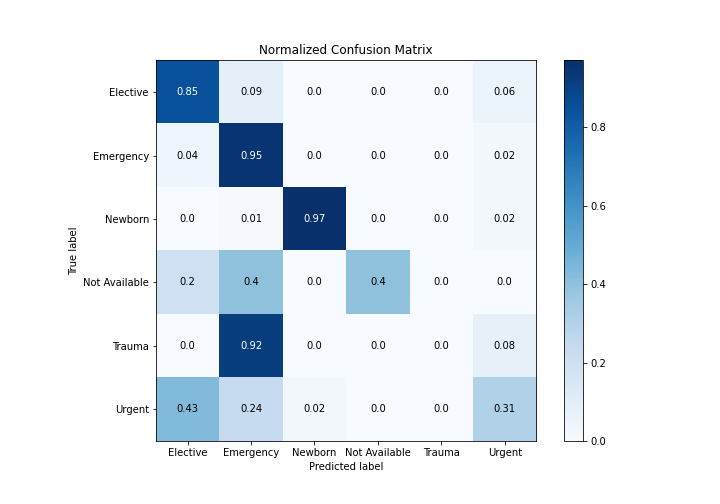 Normalized Confusion Matrix
Elective 0.85 0.09 0.0 0.0 0.0 0.06
Emergency 0.04 0.95 0.0 0.0 0.0 0.02
Newborn 0.0 0.01 0.97 0.0 0.0 0.02
Not Available 0.2 0.4 0.0 0.4 0.0 0.0
Trauma 0.0 0.92 0.0 0.0 0.0 0.08
Urgent 0.43 0.24 0.02 0.0 0.0 0.31
Elective Emergency Newborn Not Available Trauma Urgent
Predicted label
True label
0.8
0.6
0.4
0.2
0.0